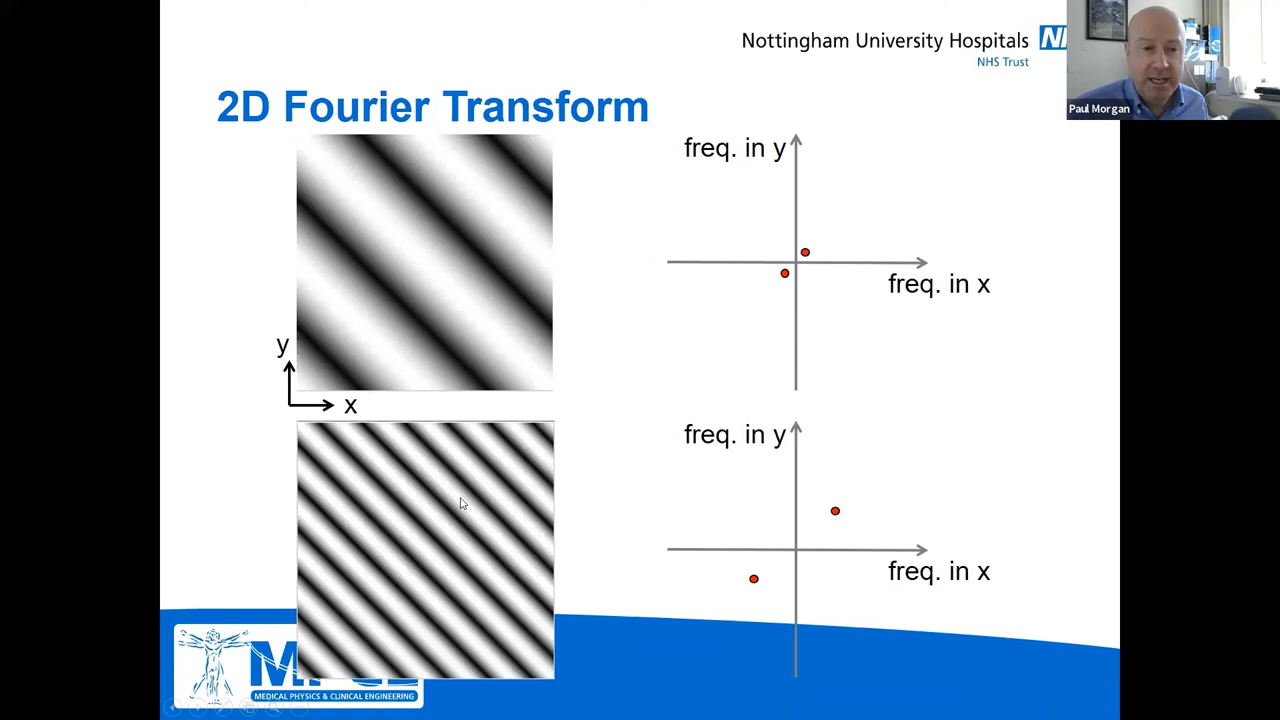 Nottingham University Hospitals
NHS Trust
Paul Morgan
2D Fourier Transform
freq. in y
freq. in x
y
x
freq. in y
freq. in x
MEDICAL PHYSICS & CLINICAL ENGINEERING